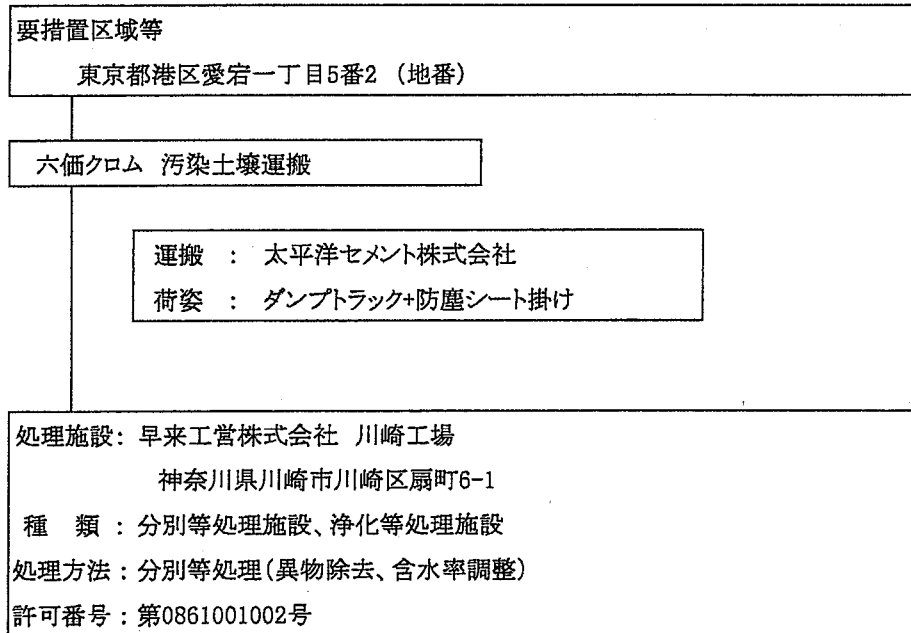 要措置区域等
東京都港区愛宕一丁目5番2 (地番)
六価クロム 汚染土壌運搬
運搬 : 太平洋セメント株式会社
荷姿 : ダンプトラック+防塵シート掛け
処理施設: 早来工営株式会社 川崎工場
神奈川県川崎市川崎区扇町6-1
種 類 : 分別等処理施設、浄化等処理施設
処理方法 : 分別等処理(異物除去、含水率調整)
許可番号 : 第0861001002号